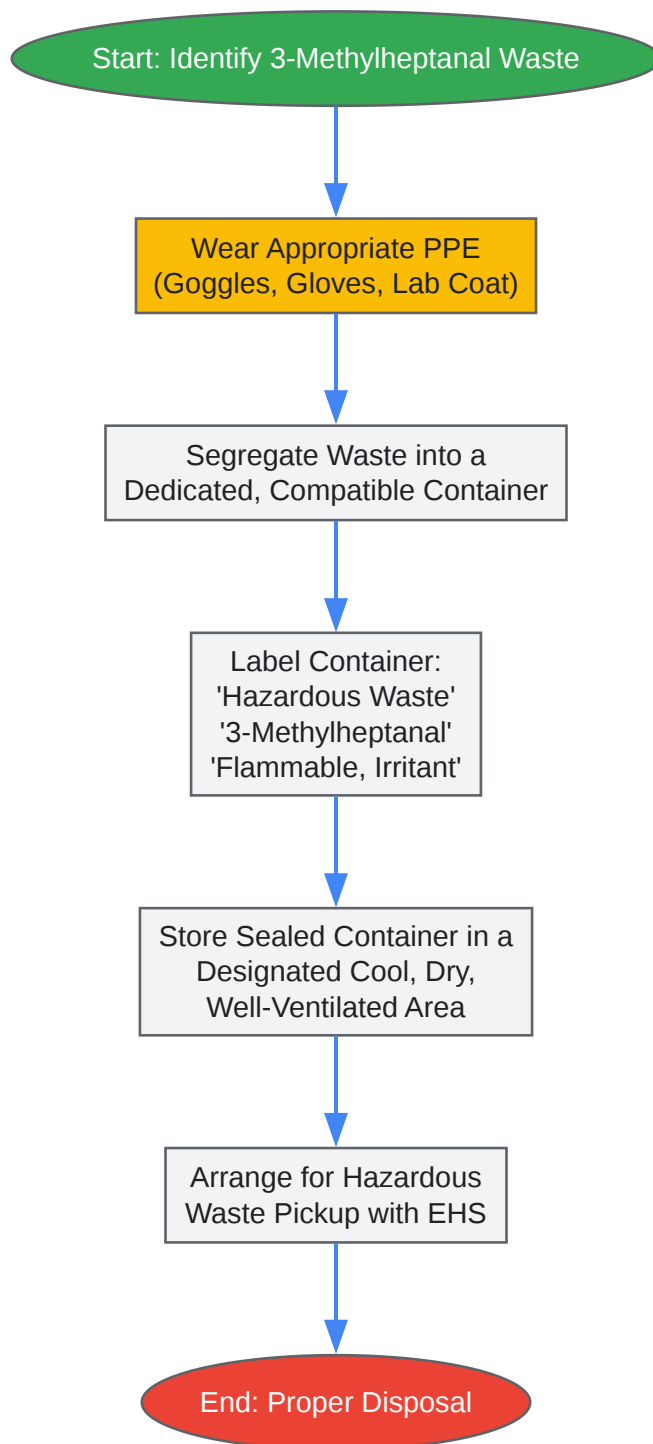 Start: Identify 3-Methylheptanal Waste
Wear Appropriate PPE
(Goggles, Gloves, Lab Coat)
Segregate Waste into a
Dedicated, Compatible Container
Label Container:
'Hazardous Waste'
'3-Methylheptanal'
'Flammable, Irritant'
Store Sealed Container in a
Designated Cool, Dry,
Well-Ventilated Area
Arrange for Hazardous
Waste Pickup with EHS
End: Proper Disposal